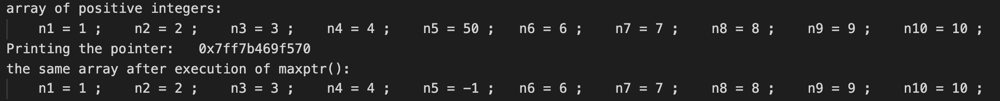 array of positive integers:
n1 = 1 ;    n2 = 2 ;    n3 = 3 ;    n4 = 4 ;    n5 = 50 ;   n6 = 6 ;    n7 = 7 ;    n8 = 8 ;    n9 = 9 ;    n10 = 10 ;
Printing the pointer:   0x7ff7b469f570
the same array after execution of maxptr():
n1 = 1 ;    n2 = 2 ;    n3 = 3 ;    n4 = 4 ;    n5 = -1 ;   n6 = 6 ;    n7 = 7 ;    n8 = 8 ;    n9 = 9 ;    n10 = 10 ;